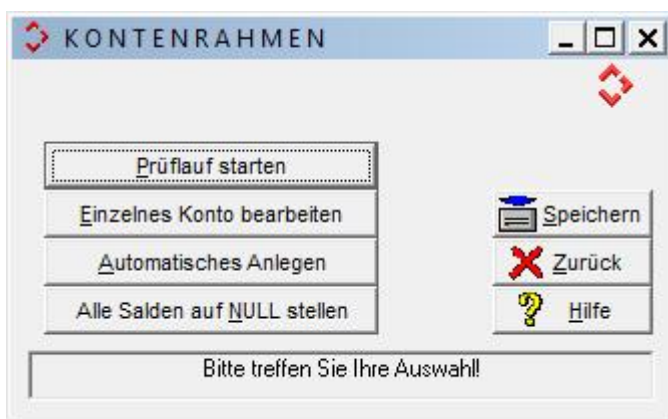 KONTENRAHMEN
Prüflauf starten
Einzelnes Konto bearbeiten
Automatisches Anlegen
Alle Salden auf NULL stellen
Speichern
Zurück
Hilfe
Bitte treffen Sie Ihre Auswahl!